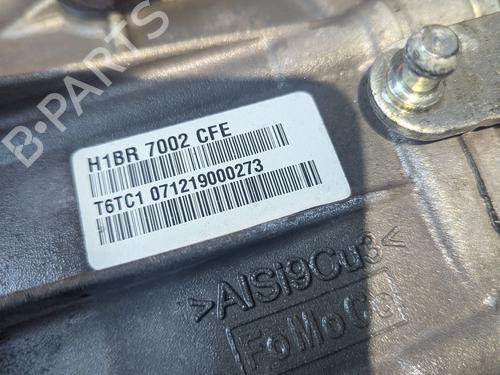 B-PARTS
H1BR 7002 CFE
T6TC1 071219000273
>AlSi9Cu3<
FoMoCo